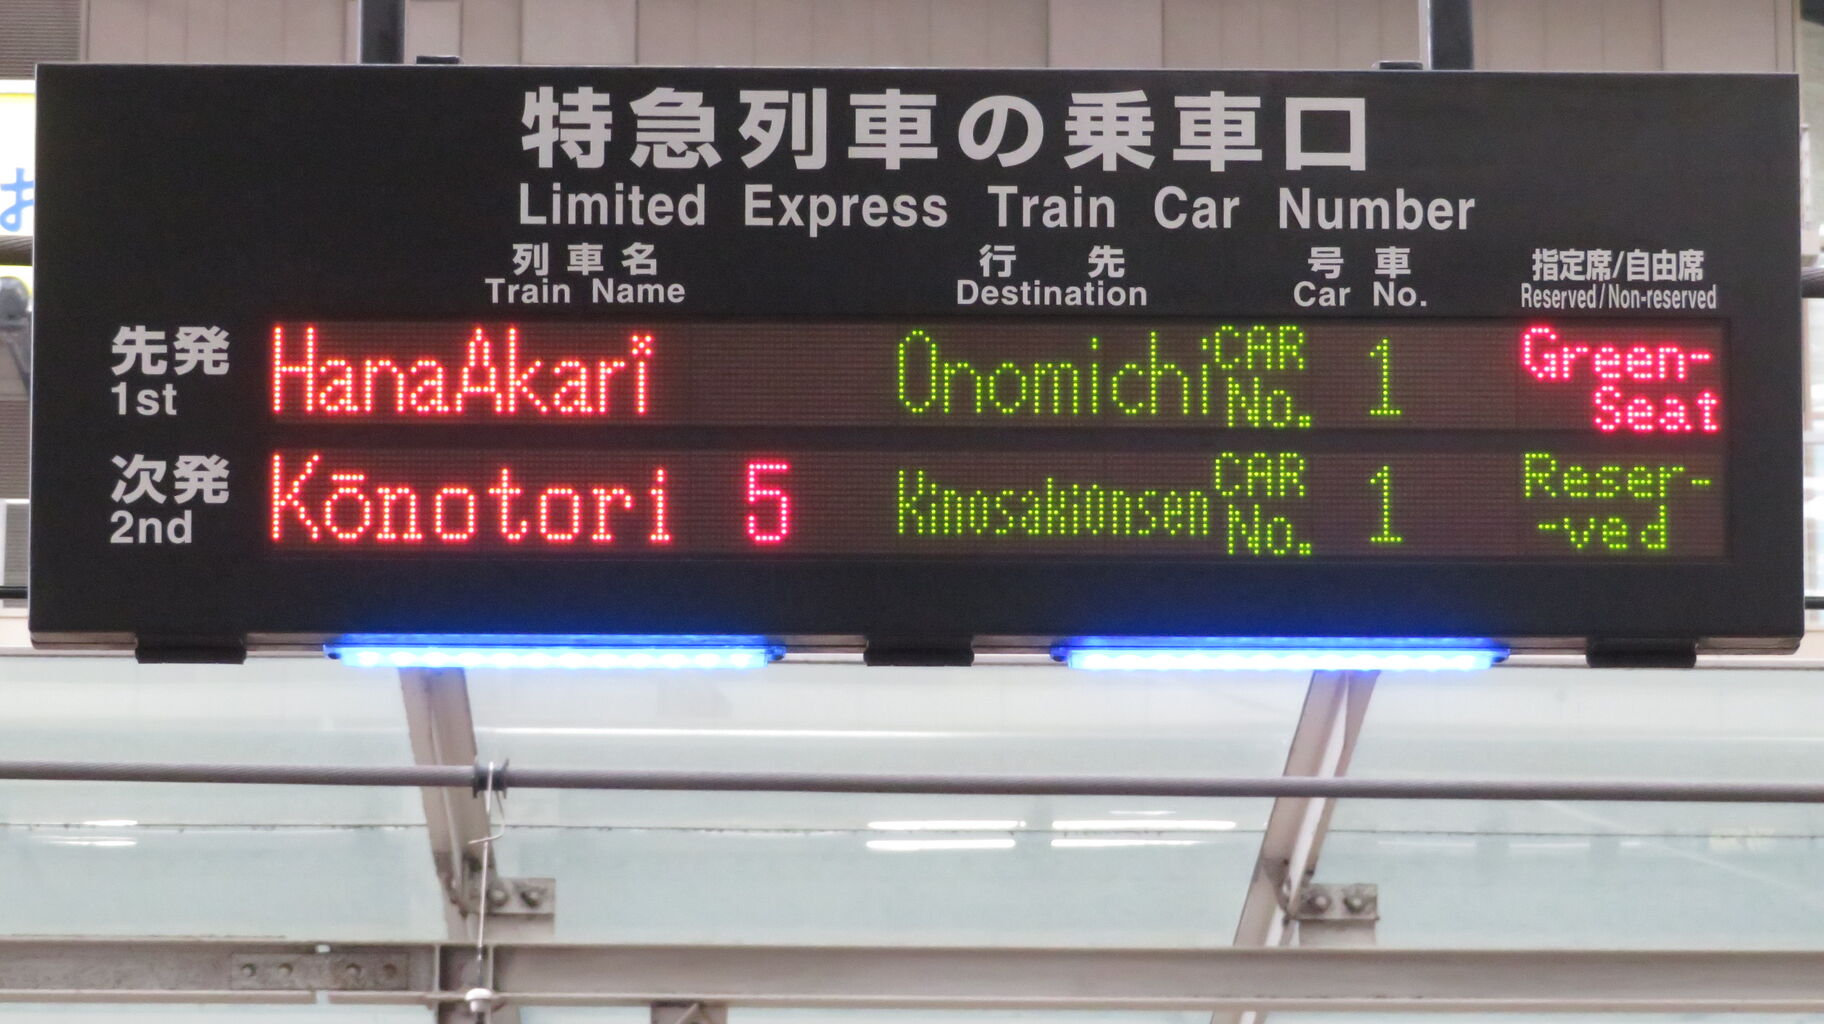 お
特急列車の乗車口
Limited Express Train Car Number
列車名 行先 号車 指定席/自由席
Train Name Destination Car No. Reserved/Non-reserved
先発 HanaAkari Onomichi CAR No. 1 Green-Seat
1st
次発 Kōnotori 5 KinosakiOnsen CAR No. 1 Reser--ved
2nd